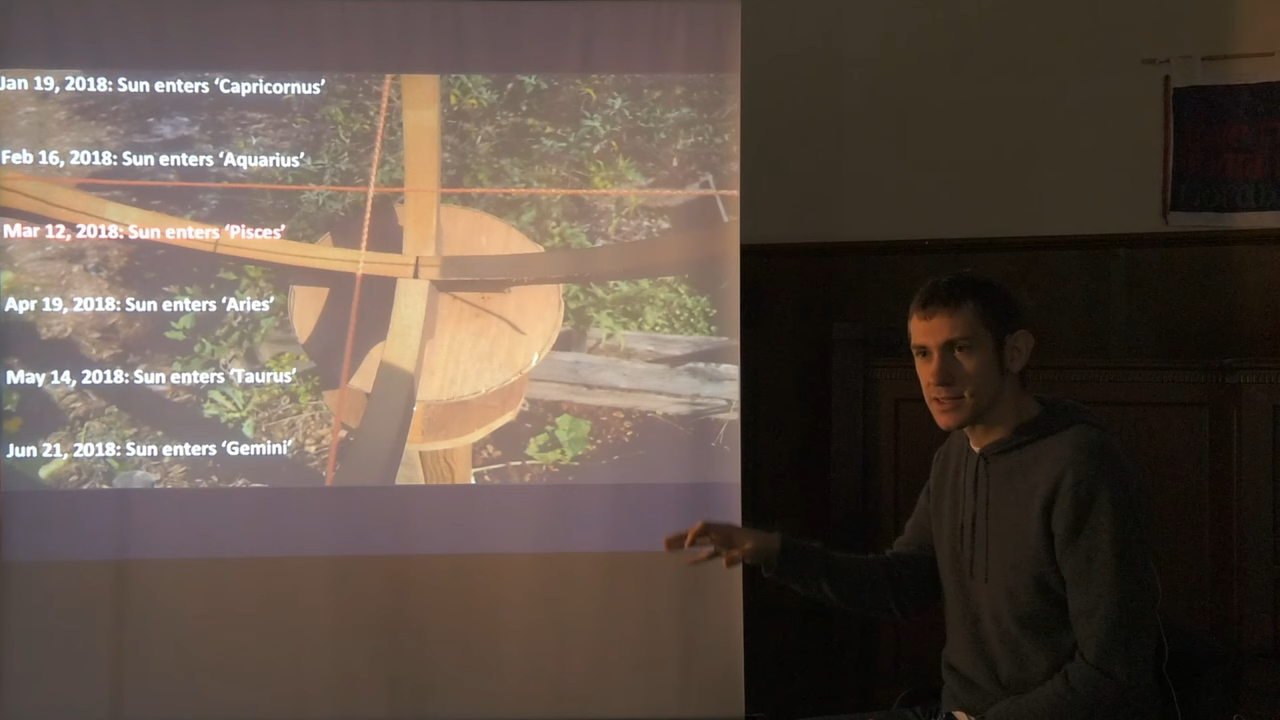 Jan 19, 2018: Sun enters ‘Capricornus’
Feb 16, 2018: Sun enters ‘Aquarius’
Mar 12, 2018: Sun enters ‘Pisces’
Apr 19, 2018: Sun enters ‘Aries’
May 14, 2018: Sun enters ‘Taurus’
Jun 21, 2018: Sun enters ‘Gemini’